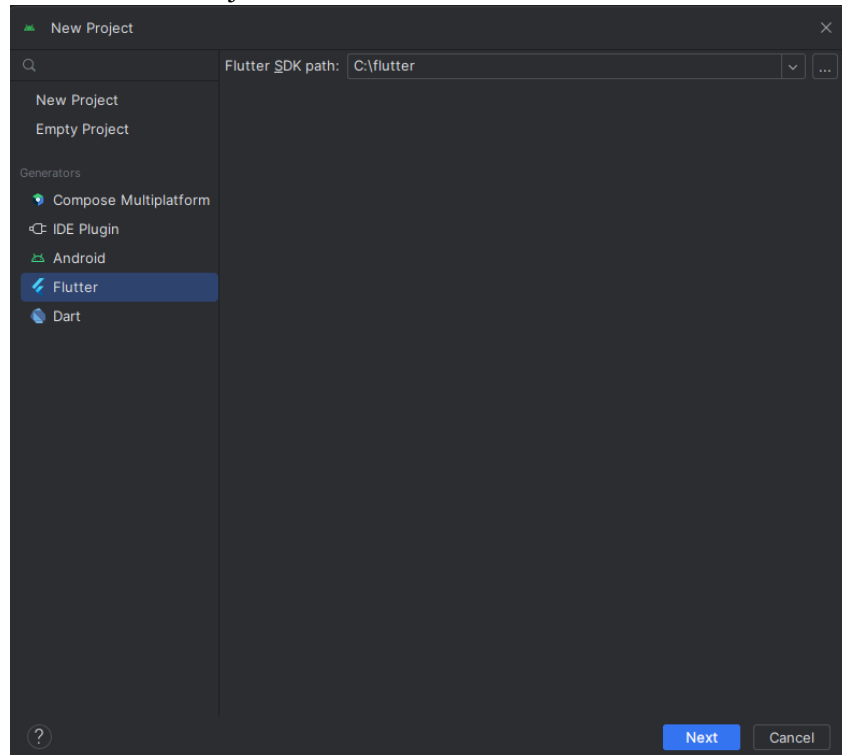 New Project
Flutter SDK path: C:\flutter
...
New Project
Empty Project
Generators
Compose Multiplatform
IDE Plugin
Android
Flutter
Dart
?
Next
Cancel